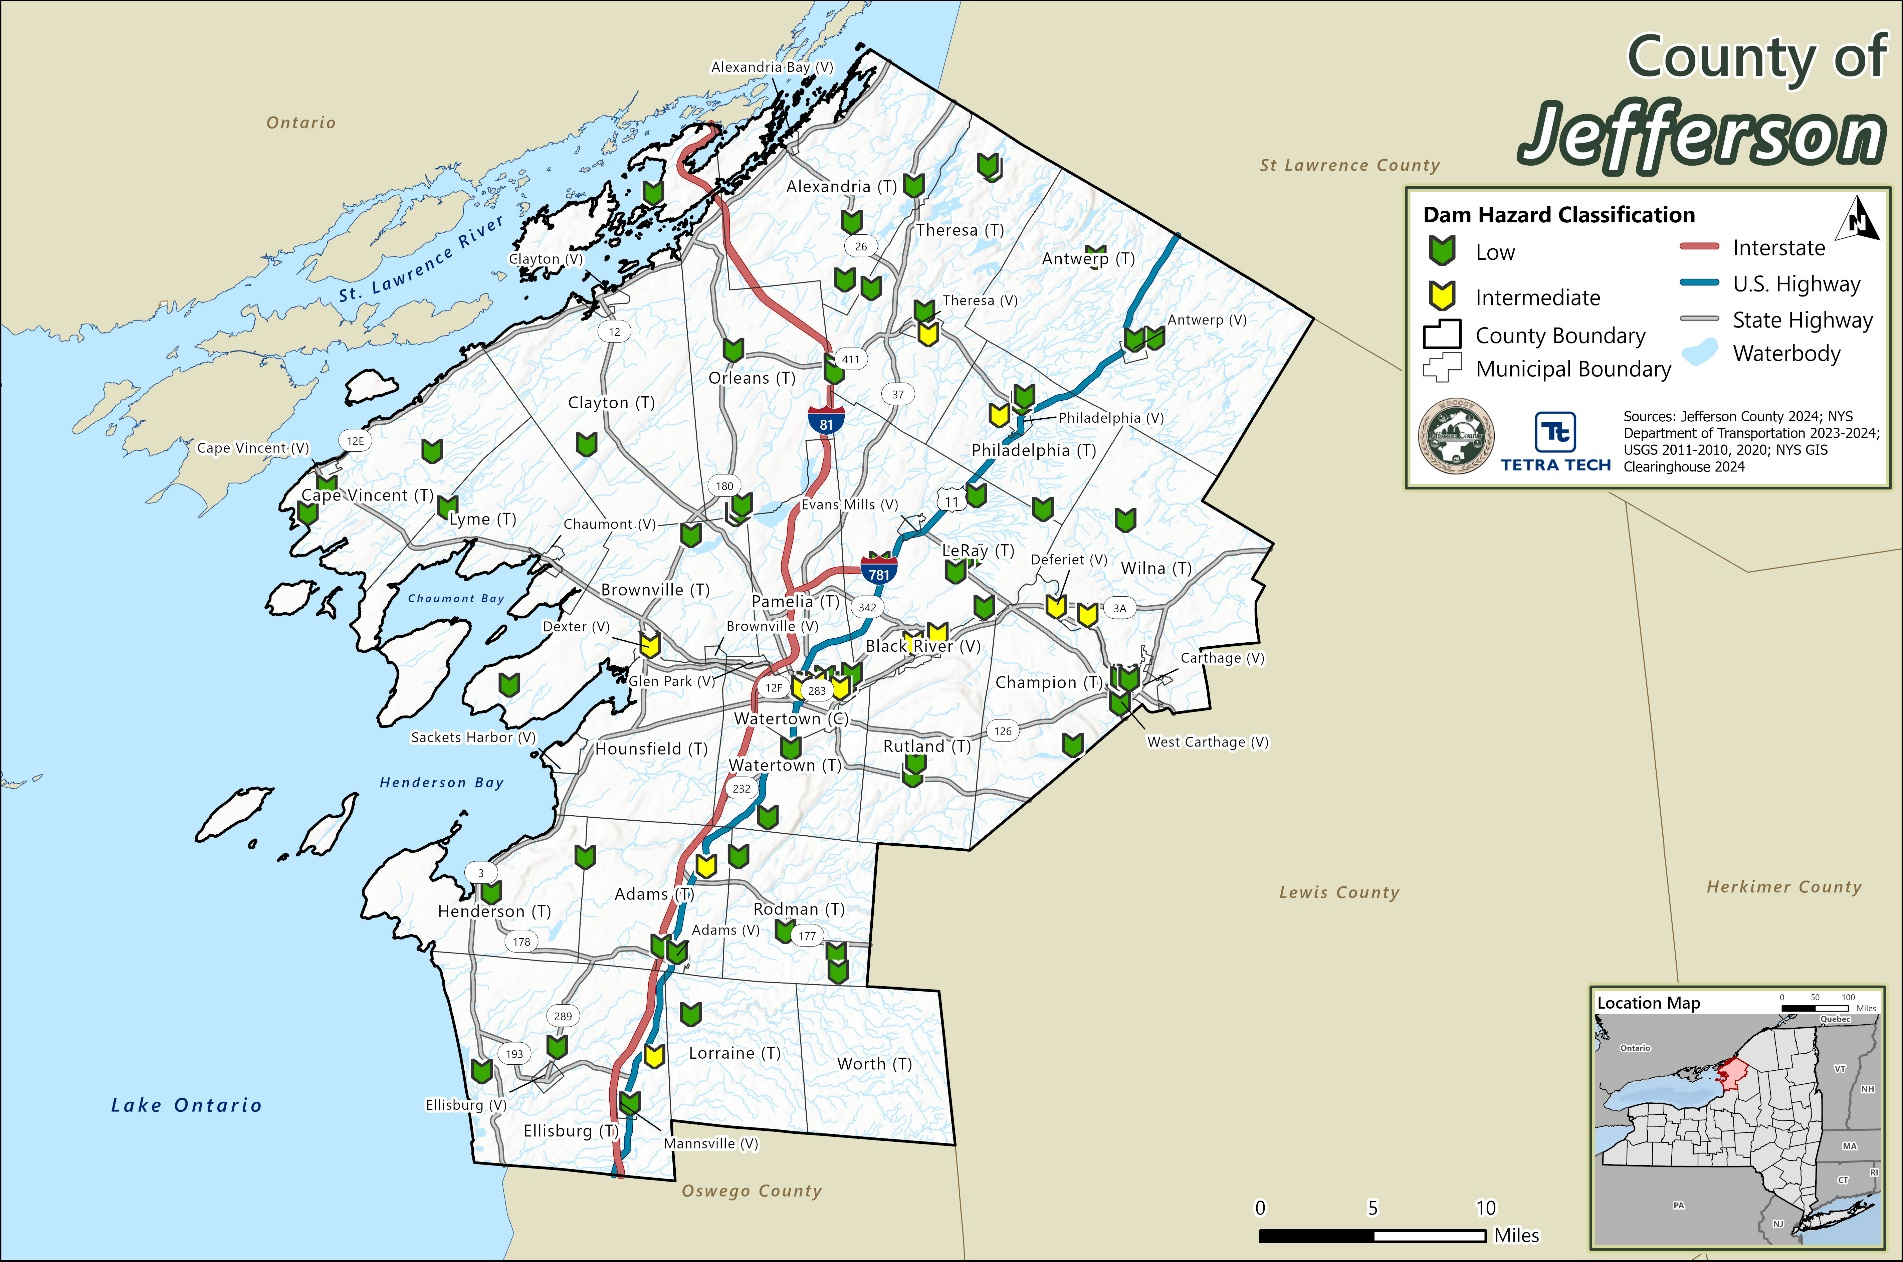 County of
Jefferson
Alexandria Bay (V)
Ontario
St Lawrence County
Alexandria (T)
Theresa (T)
26
St. Lawrence River
Clayton (V)
Antwerp (T)
Theresa (V)
Antwerp (V)
12
411
Orleans (T)
37
Clayton (T)
81
Philadelphia (V)
12E
Cape Vincent (V)
Philadelphia (T)
180
Cape Vincent (T)
Evans Mills (V)
11
Lyme (T)
Chaumont (V)
LeRay (T)
Deferiet (V)
Wilna (T)
781
Brownville (T)
Chaumont Bay
Pamelia (T)
342
3A
Dexter (V)
Brownville (V)
Black River (V)
Carthage (V)
Glen Park (V)
12F
283
Champion (T)
Watertown (C)
126
Sackets Harbor (V)
Hounsfield (T)
Rutland (T)
West Carthage (V)
Watertown (T)
Henderson Bay
232
3
Adams (T)
Lewis County
Herkimer County
Henderson (T)
Rodman (T)
178
Adams (V)
177
289
193
Lorraine (T)
Worth (T)
Lake Ontario
Ellisburg (V)
Ellisburg (T)
Mannsville (V)
Oswego County
Dam Hazard Classification
N
Low
Intermediate
County Boundary
Municipal Boundary
Interstate
U.S. Highway
State Highway
Waterbody
Tt
TETRA TECH
Sources: Jefferson County 2024; NYS
Department of Transportation 2023-2024;
USGS 2011-2010, 2020; NYS GIS
Clearinghouse 2024
0 5 10
Miles
Location Map
0 50 100
Miles
Quebec
Ontario
VT
NH
MA
RI
CT
PA
NJ